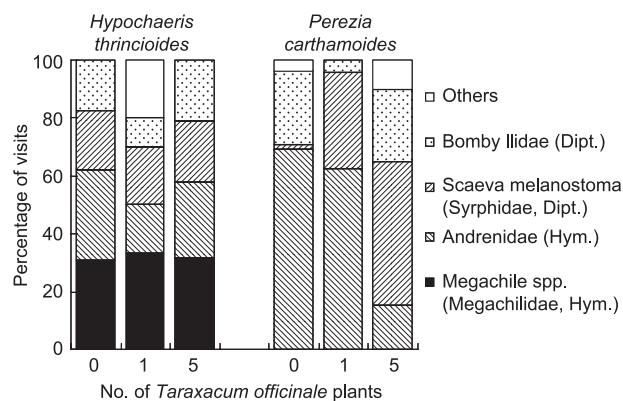 Hypochaeris
thrincioides
Perezia
carthamoides
100
80
60
40
20
0
Percentage of visits
0 1 5 0 1 5
No. of Taraxacum officinale plants
Others
Bomby llidae (Dipt.)
Scaeva melanostoma
(Syrphidae, Dipt.)
Andrenidae (Hym.)
Megachile spp.
(Megachilidae, Hym.)